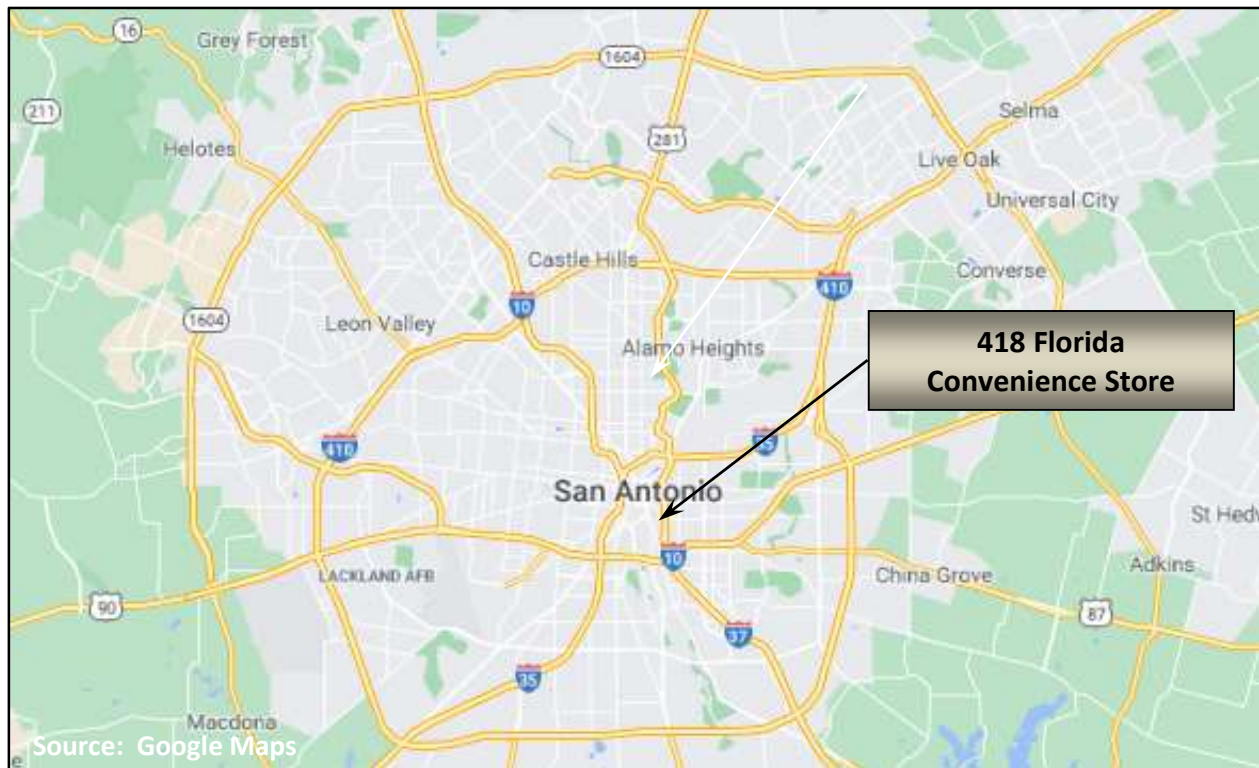 16
Grey Forest
1604
211
281
Selma
Helotes
Live Oak
Universal City
Castle Hills
Converse
410
10
1604
Leon Valley
Alamo Heights
418 Florida
Convenience Store
410
35
San Antonio
St Hedw
10
LACKLAND AFB
China Grove
Adkins
90
87
37
35
Macdona
Source: Google Maps
e